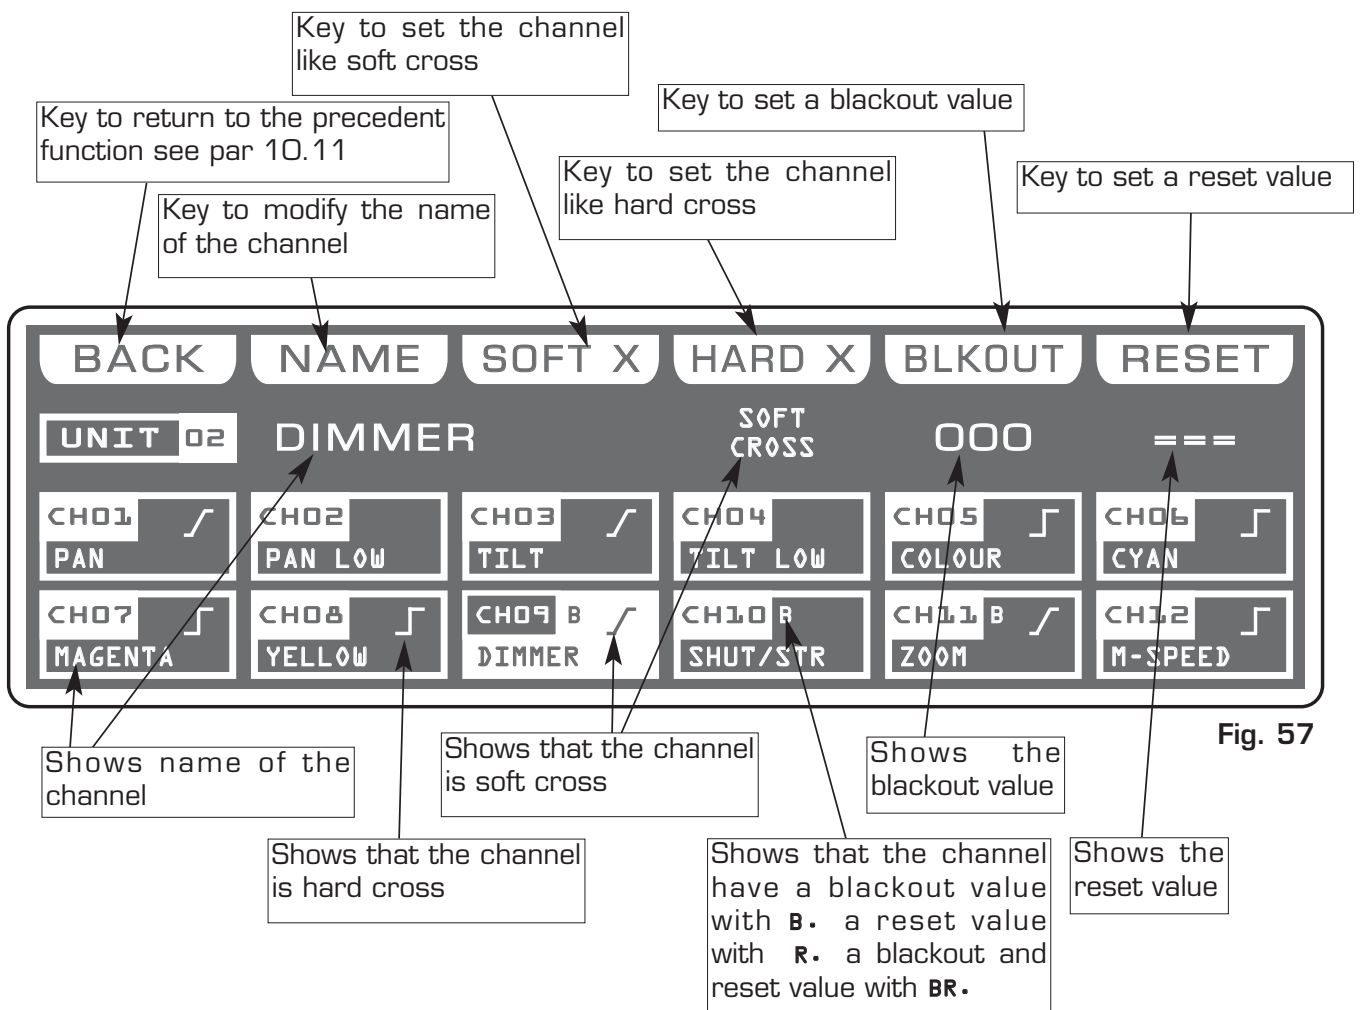 Key to set the channel
like soft cross
Key to set a blackout value
Key to return to the precedent
function see par 10.11
Key to set the channel
like hard cross
Key to set a reset value
Key to modify the name
of the channel
BACK NAME SOFT X HARD X BLKOUT RESET
UNIT 02 DIMMER SOFT CROSS 000 ===
CH01 CH02 CH03 CH04 CH05 CH06
PAN PAN LOW TILT TILT LOW COLOUR CYAN
CH07 CH08 CH09 B CH10 B CH11 B CH12
MAGENTA YELLOW DIMMER SHUT/STR ZOOM M-SPEED
Fig. 57
Shows name of the
channel
Shows that the channel
is soft cross
Shows the
blackout value
Shows that the channel
is hard cross
Shows that the channel
have a blackout value
with B. a reset value
with R. a blackout and
reset value with BR.
Shows the
reset value